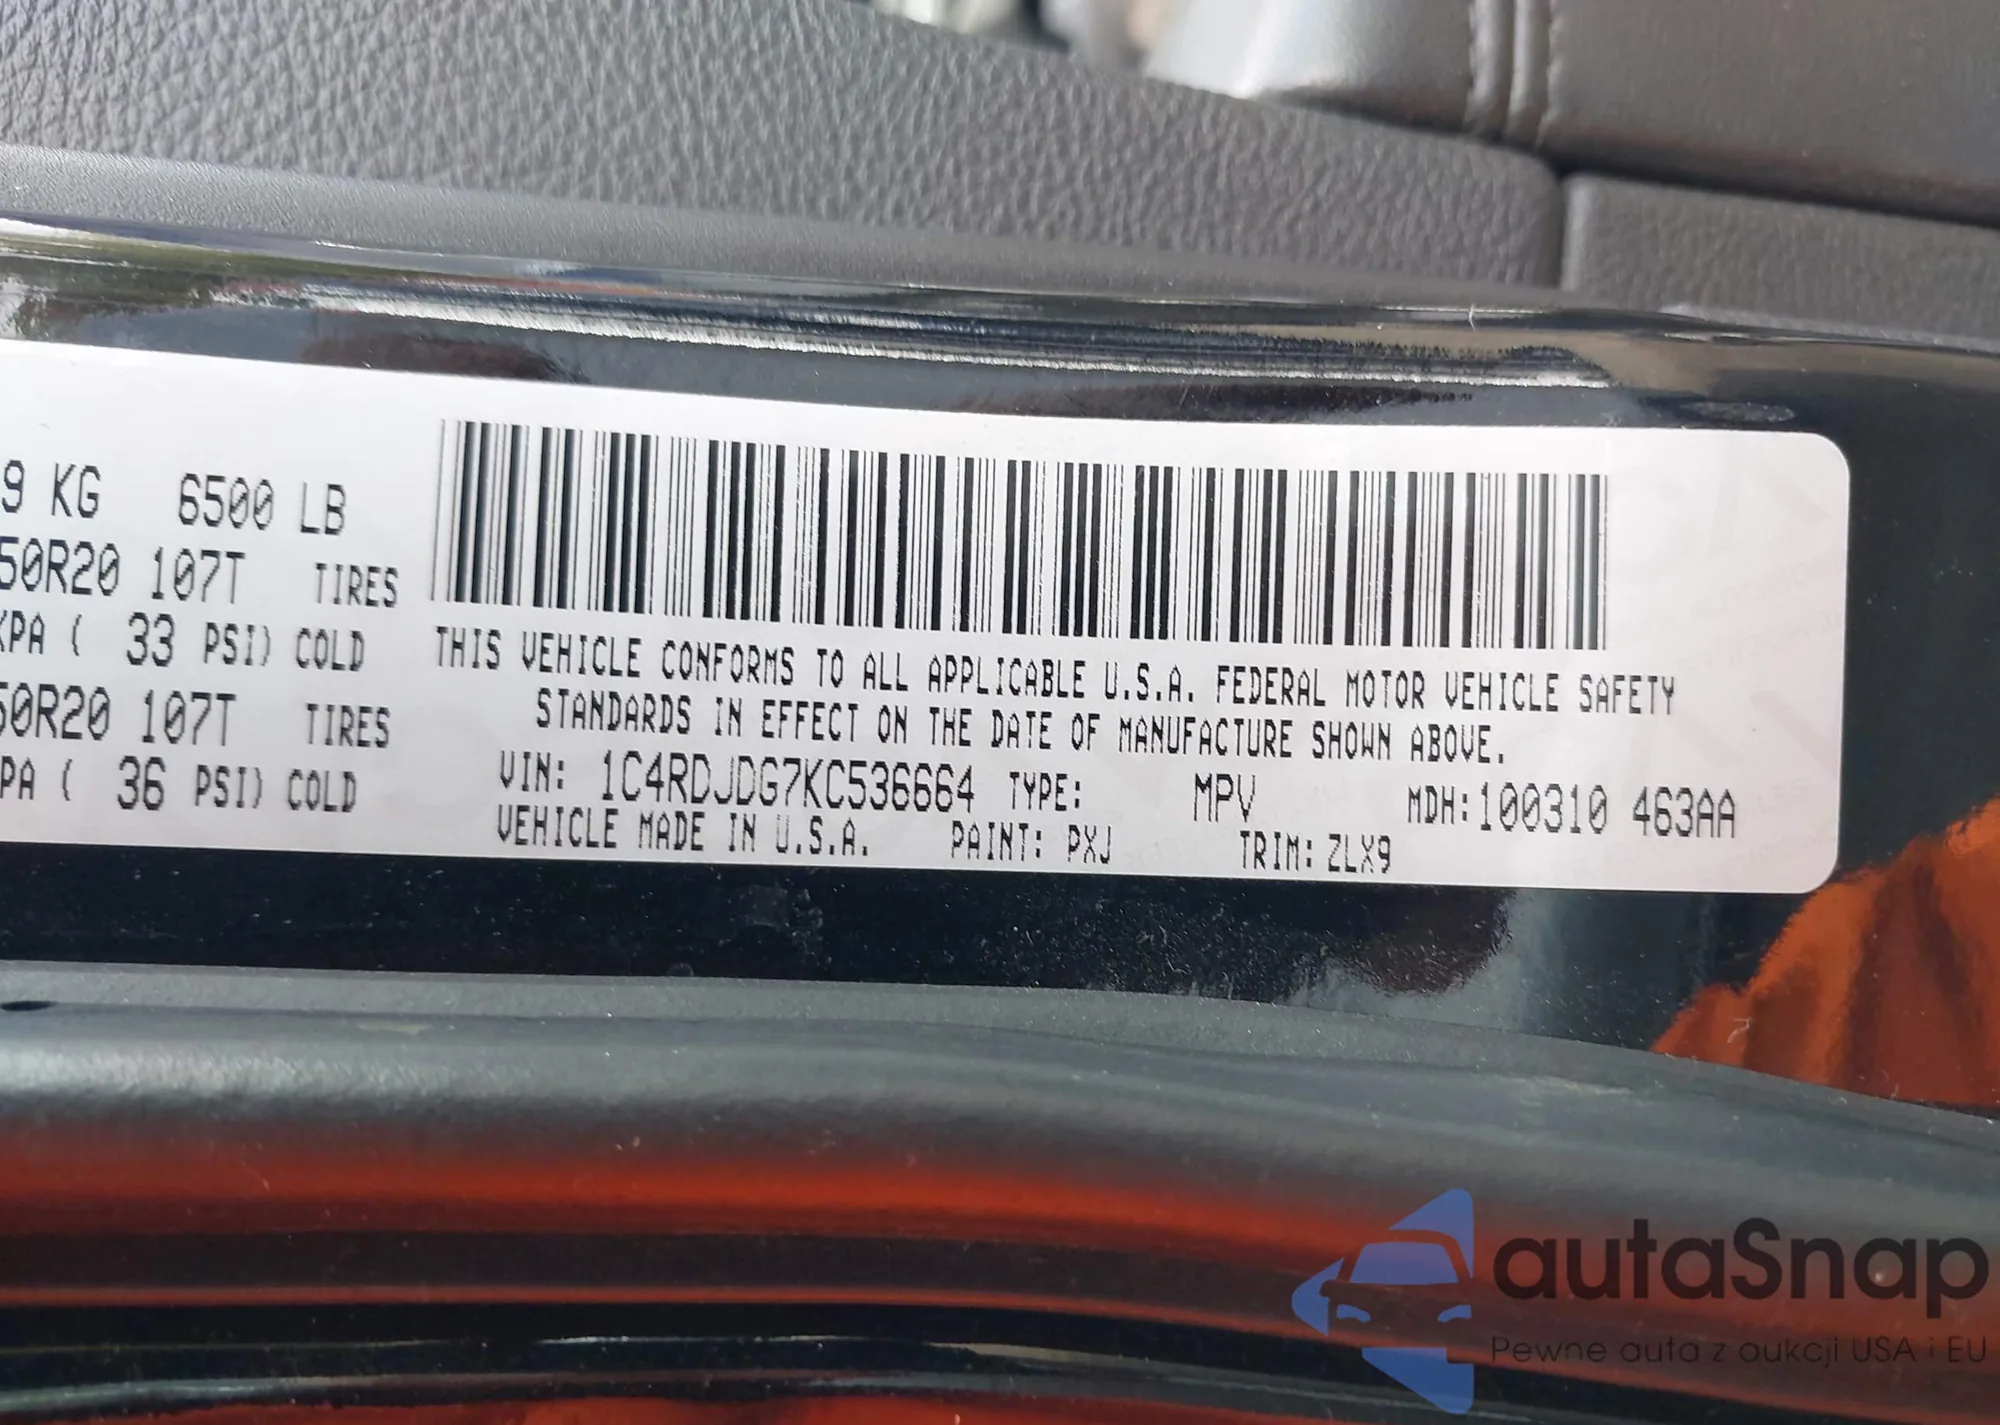 9 KG 6500 LB
50R20 107T TIRES
KPA ( 33 PSI) COLD
50R20 107T TIRES
PA ( 36 PSI) COLD
THIS VEHICLE CONFORMS TO ALL APPLICABLE U.S.A. FEDERAL MOTOR VEHICLE SAFETY
STANDARDS IN EFFECT ON THE DATE OF MANUFACTURE SHOWN ABOVE.
VIN: 1C4RDJDG7KC536664 TYPE: MPV MDH:100310 463AA
VEHICLE MADE IN U.S.A. PAINT: PXJ TRIM: ZLX9
autaSnap
Pewne auta z aukcji USA i EU